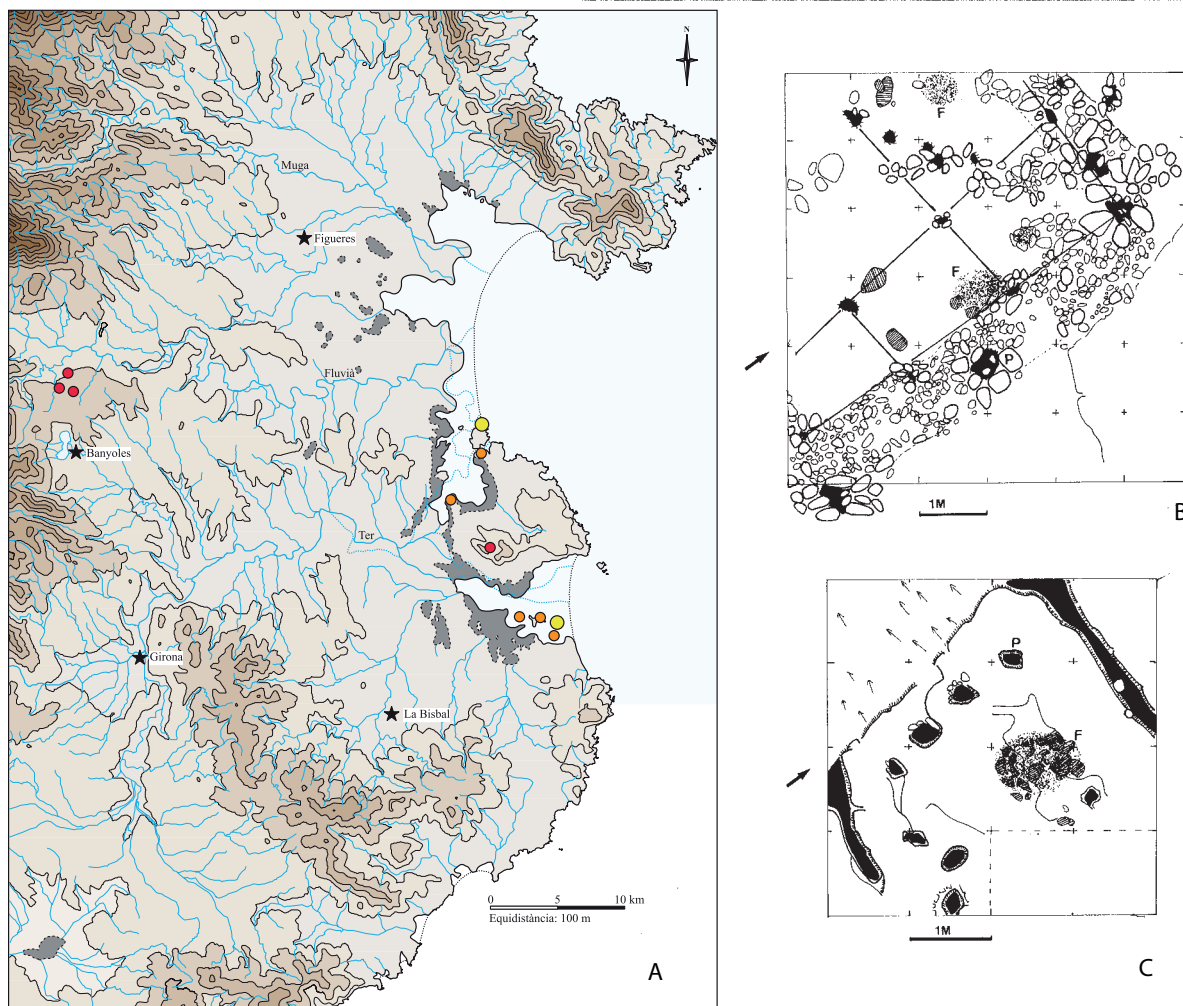 N
Muga
Figueres
Fluvià
Banyoles
Ter
Girona
La Bisbal
0 5 10 km
Equidistància: 100 m
A
F
F
P
1M
B
P
F
1M
C